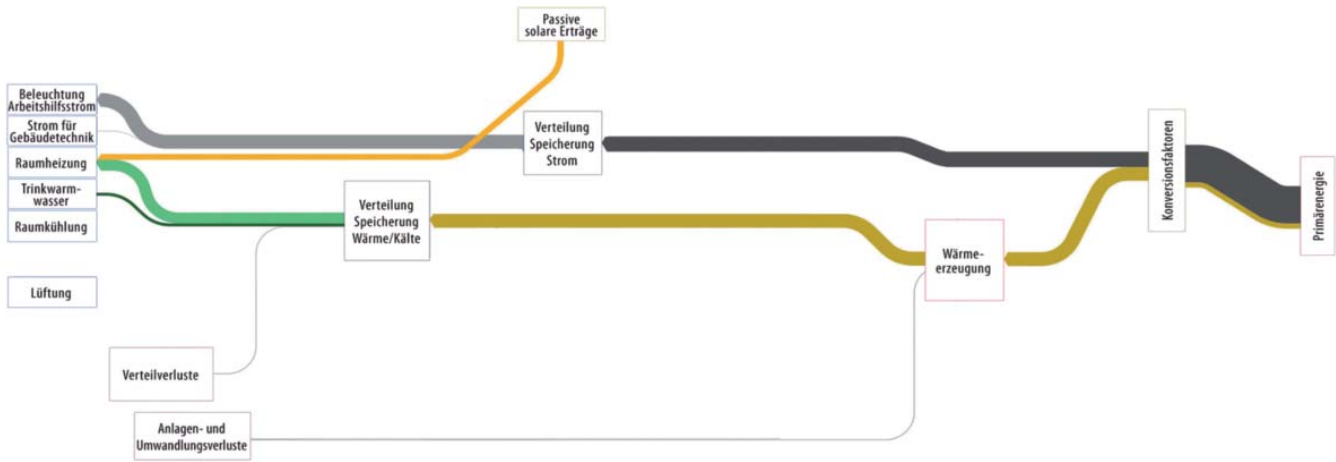 Passive
solare Erträge
Beleuchtung
Arbeitshilfsstrom
Strom für
Gebäudetechnik
Raumheizung
Trinkwarm-
wasser
Raumkühlung
Lüftung
Verteilung
Speicherung
Strom
Verteilung
Speicherung
Wärme/Kälte
Wärme-
erzeugung
Konversionsfaktoren
Primärenergie
Verteilverluste
Anlagen- und
Umwandlungsverluste